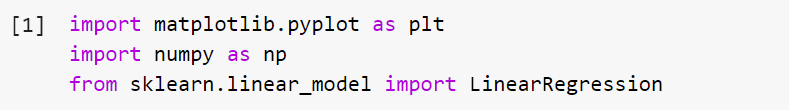 [1] import matplotlib.pyplot as plt
import numpy as np
from sklearn.linear_model import LinearRegression